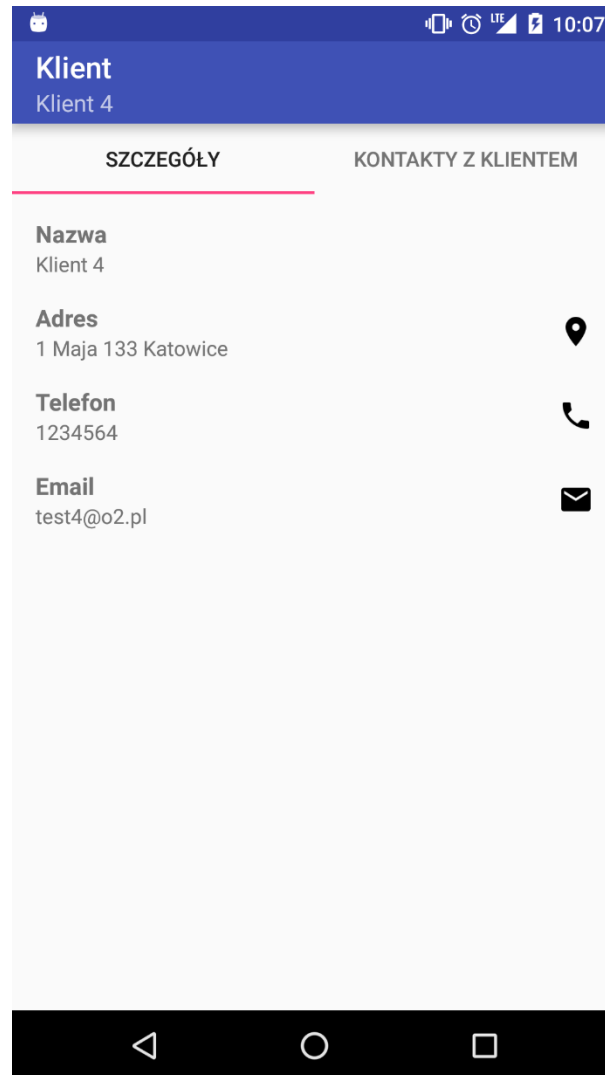 LTE 10:07
Klient
Klient 4
SZCZEGÓŁY KONTAKTY Z KLIENTEM
Nazwa
Klient 4
Adres
1 Maja 133 Katowice
Telefon
1234564
Email
test4@o2.pl